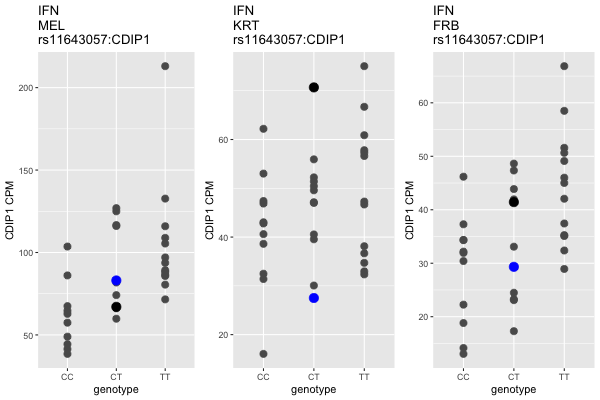 IFN
MEL
rs11643057:CDIP1
200
150
100
50
CDIP1 CPM
CC
CT
TT
genotype
IFN
KRT
rs11643057:CDIP1
60
40
20
CDIP1 CPM
CC
CT
TT
genotype
IFN
FRB
rs11643057:CDIP1
60
50
40
30
20
10
CDIP1 CPM
CC
CT
TT
genotype